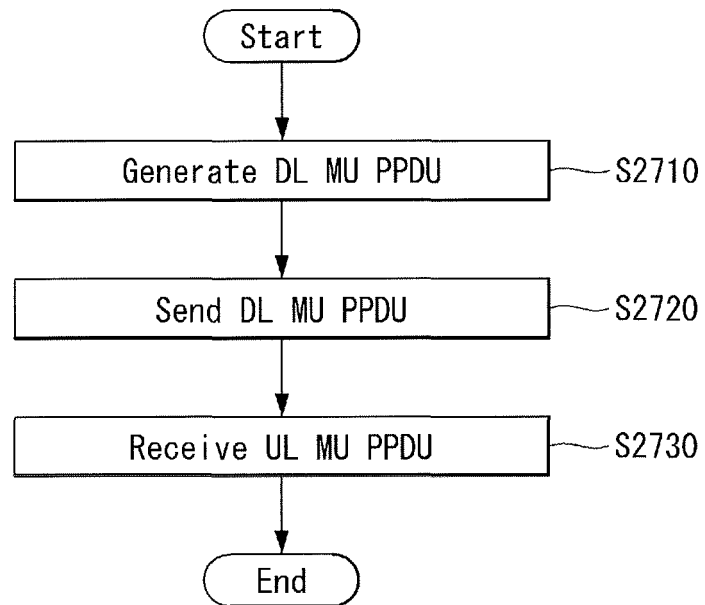 Start
Generate DL MU PPDU
S2710
Send DL MU PPDU
S2720
Receive UL MU PPDU
S2730
End